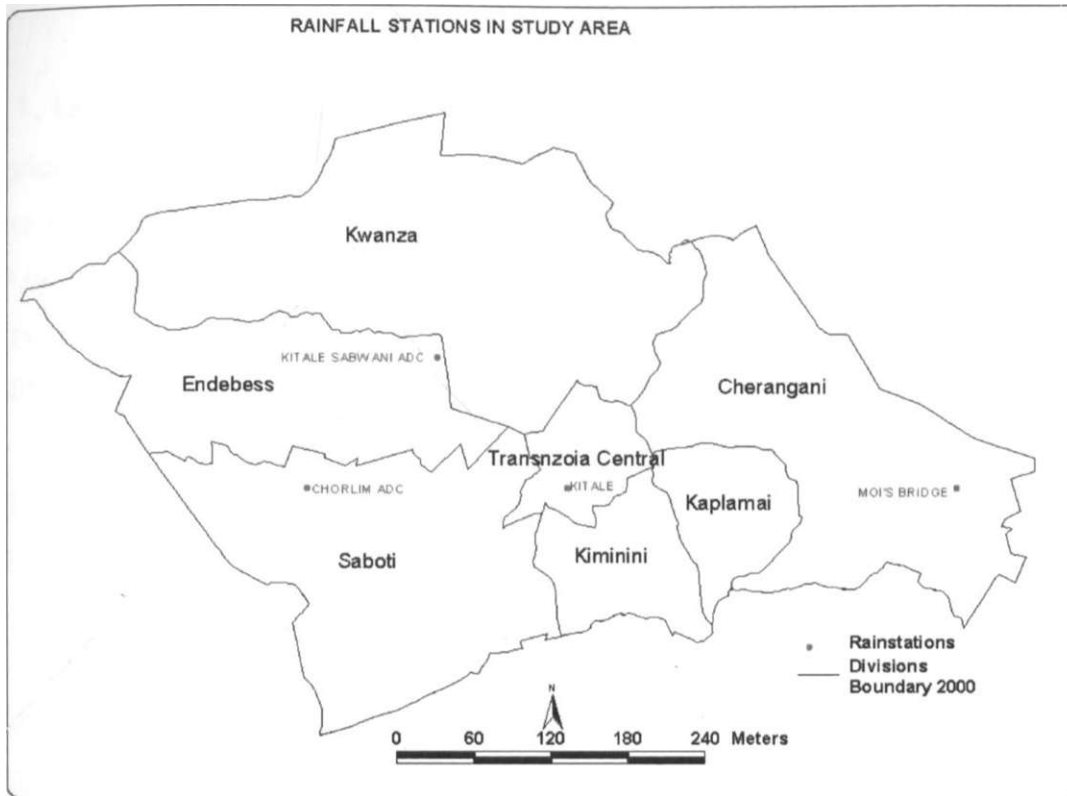 RAINFALL STATIONS IN STUDY AREA
Kwanza
KITALE SABWANI ADC
Endebess
Cherangani
Transnzoia Central
CHORLIM ADC
KITALE
Kaplamai
MOI'S BRIDGE
Saboti
Kiminini
Rainstations
Divisions
Boundary 2000
N
0 60 120 180 240 Meters